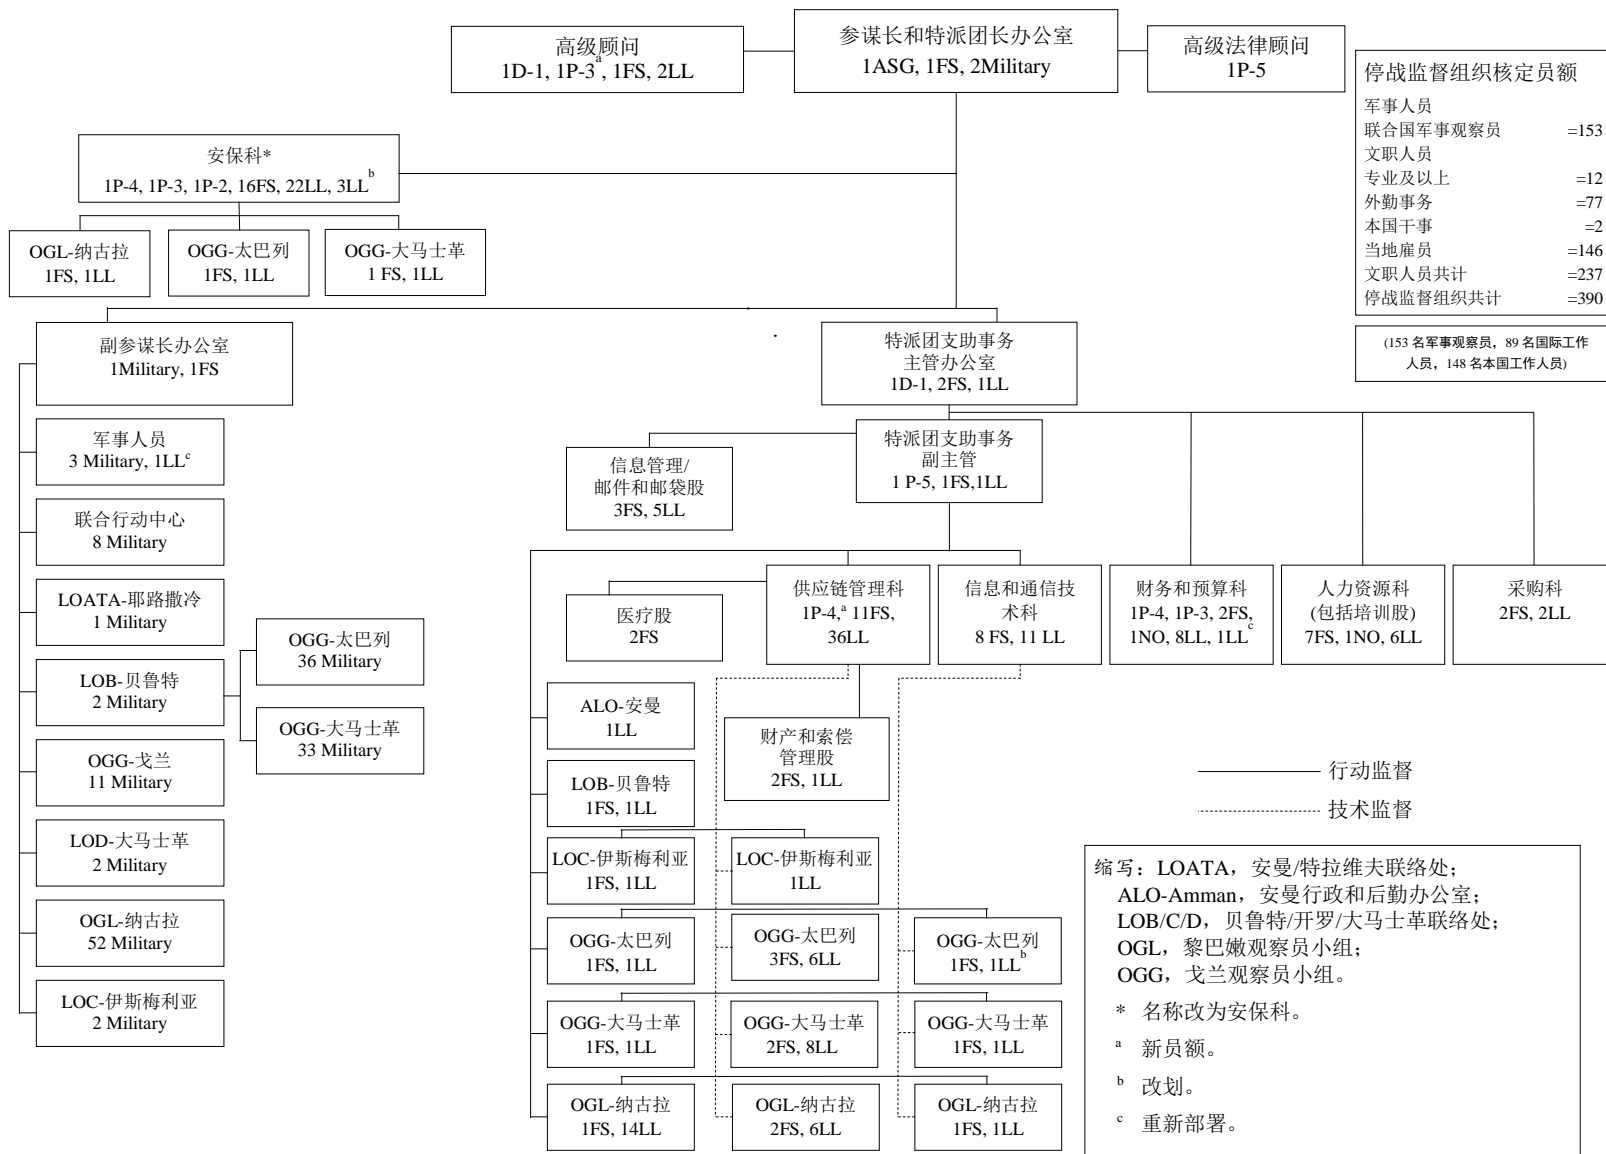 高级顾问
1D-1, 1P-3a, 1FS, 2LL
参谋长和特派团长办公室
1ASG, 1FS, 2Military
高级法律顾问
1P-5
停战监督组织核定员额
军事人员
联合国军事观察员 =153
文职人员
专业及以上 =12
外勤事务 =77
本国干事 =2
当地雇员 =146
文职人员共计 =237
停战监督组织共计 =390
(153 名军事观察员，89 名国际工作
人员，148 名本国工作人员)
安保科*
1P-4, 1P-3, 1P-2, 16FS, 22LL, 3LLb
OGL-纳古拉
1FS, 1LL
OGG-太巴列
1FS, 1LL
OGG-大马士革
1 FS, 1LL
副参谋长办公室
1Military, 1FS
军事人员
3 Military, 1LLc
联合行动中心
8 Military
LOATA-耶路撒冷
1 Military
LOB-贝鲁特
2 Military
OGG-太巴列
36 Military
OGG-大马士革
33 Military
OGG-戈兰
11 Military
LOD-大马士革
2 Military
OGL-纳古拉
52 Military
LOC-伊斯梅利亚
2 Military
特派团支助事务
主管办公室
1D-1, 2FS, 1LL
特派团支助事务
副主管
1 P-5, 1FS,1LL
信息管理/
邮件和邮袋股
3FS, 5LL
医疗股
2FS
供应链管理科
1P-4,a 11FS,
36LL
信息和通信技
术科
8 FS, 11 LL
财务和预算科
1P-4, 1P-3, 2FS,
1NO, 8LL, 1LLc
人力资源科
(包括培训股)
7FS, 1NO, 6LL
采购科
2FS, 2LL
ALO-安曼
1LL
财产和索偿
管理股
2FS, 1LL
LOB-贝鲁特
1FS, 1LL
LOC-伊斯梅利亚
1FS, 1LL
LOC-伊斯梅利亚
1LL
OGG-太巴列
1FS, 1LL
OGG-太巴列
3FS, 6LL
OGG-太巴列
1FS, 1LLb
OGG-大马士革
1FS, 1LL
OGG-大马士革
2FS, 8LL
OGG-大马士革
1FS, 1LL
OGL-纳古拉
1FS, 14LL
OGL-纳古拉
2FS, 6LL
OGL-纳古拉
1FS, 1LL
行动监督
技术监督
缩写：LOATA，安曼/特拉维夫联络处；
ALO-Amman，安曼行政和后勤办公室；
LOB/C/D，贝鲁特/开罗/大马士革联络处；
OGL，黎巴嫩观察员小组；
OGG，戈兰观察员小组。
* 名称改为安保科。
a 新员额。
b 改划。
c 重新部署。